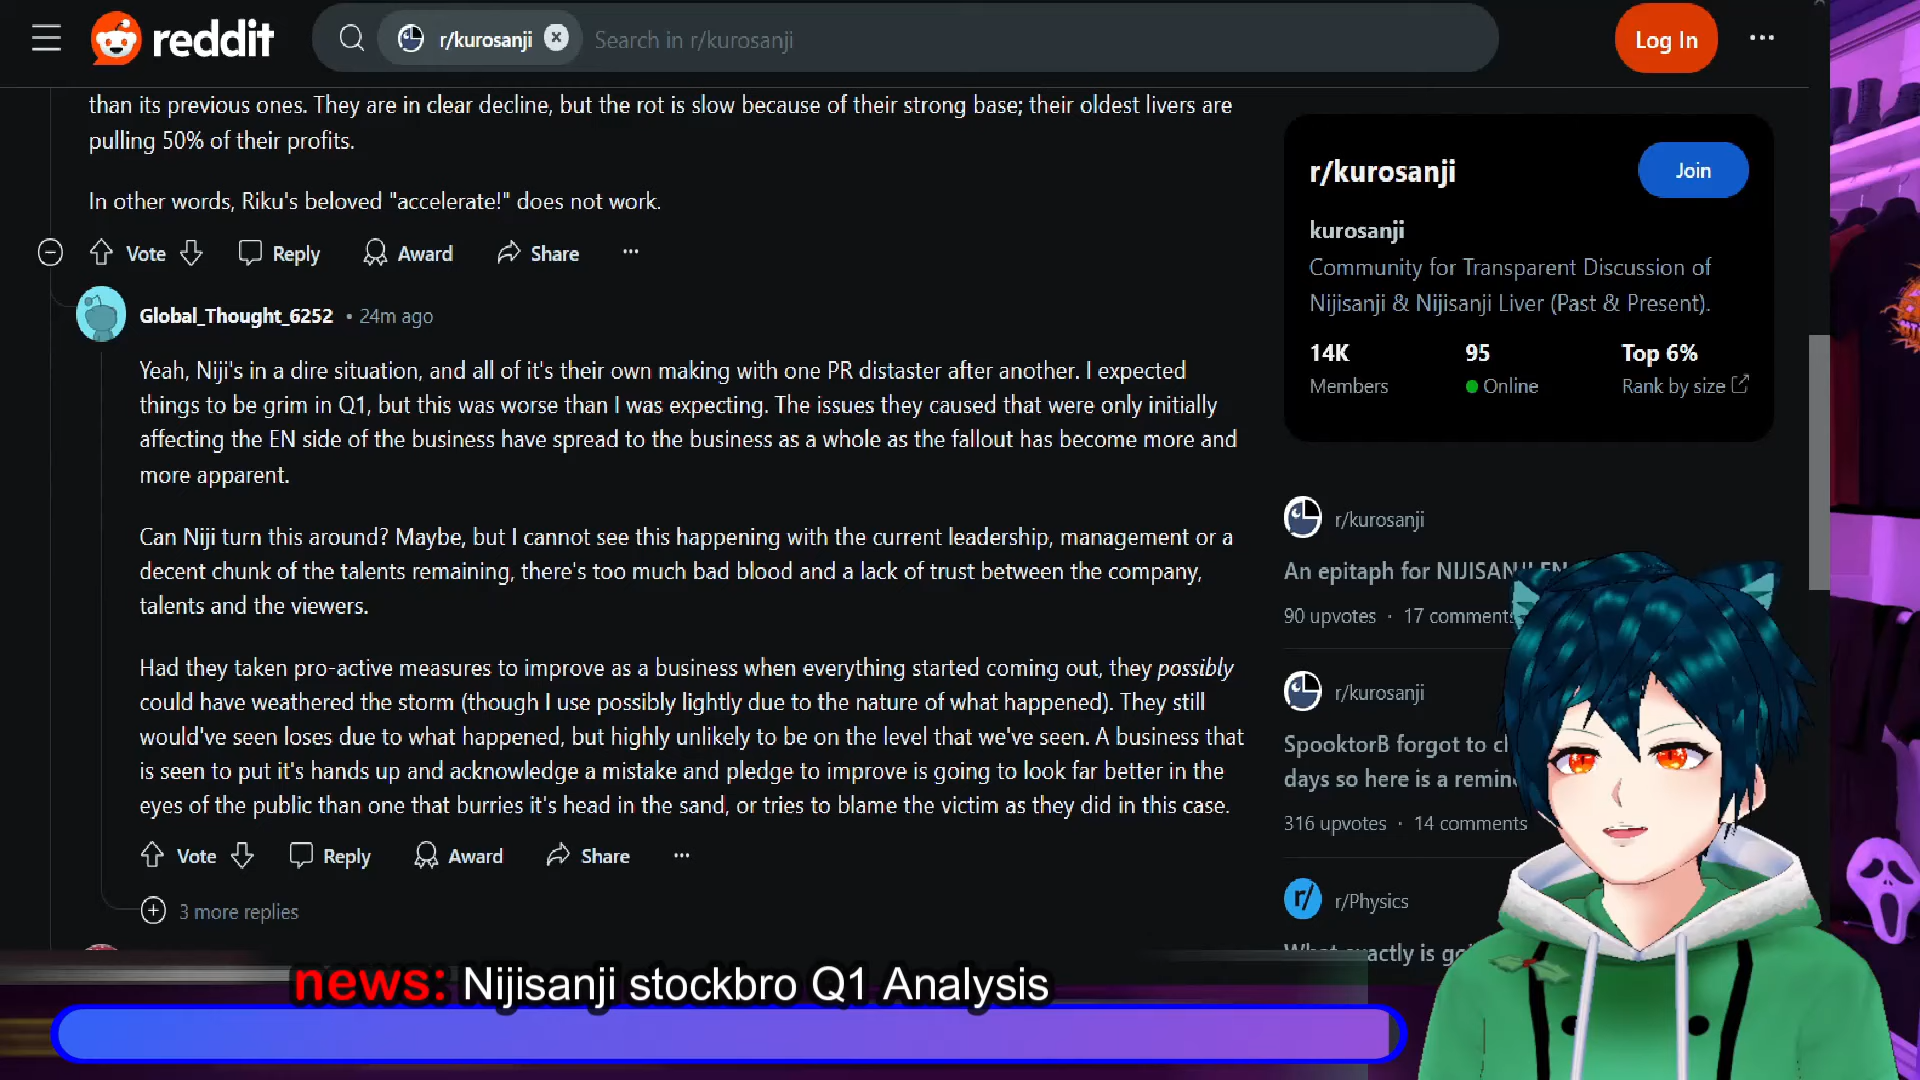 reddit
r/kurosanji
Search in r/kurosanji
Log In
than its previous ones. They are in clear decline, but the rot is slow because of their strong base; their oldest livers are
pulling 50% of their profits.
In other words, Riku's beloved "accelerate!" does not work.
Vote
Reply
Award
Share
Global_Thought_6252 • 24m ago
Yeah, Niji's in a dire situation, and all of it's their own making with one PR distaster after another. I expected
things to be grim in Q1, but this was worse than I was expecting. The issues they caused that were only initially
affecting the EN side of the business have spread to the business as a whole as the fallout has become more and
more apparent.
Can Niji turn this around? Maybe, but I cannot see this happening with the current leadership, management or a
decent chunk of the talents remaining, there's too much bad blood and a lack of trust between the company,
talents and the viewers.
Had they taken pro-active measures to improve as a business when everything started coming out, they possibly
could have weathered the storm (though I use possibly lightly due to the nature of what happened). They still
would've seen loses due to what happened, but highly unlikely to be on the level that we've seen. A business that
is seen to put it's hands up and acknowledge a mistake and pledge to improve is going to look far better in the
eyes of the public than one that burries it's head in the sand, or tries to blame the victim as they did in this case.
Vote
Reply
Award
Share
3 more replies
r/kurosanji
Join
kurosanji
Community for Transparent Discussion of
Nijisanji & Nijisanji Liver (Past & Present).
14K
95
Top 6%
Members
Online
Rank by size
r/kurosanji
An epitaph for NIJISANJI EN
90 upvotes · 17 comments
r/kurosanji
SpooktorB forgot to
days so here is a
316 upvotes · 14 comments
r/
r/Physics
What exactly is
news: Nijisanji stockbro Q1 Analysis